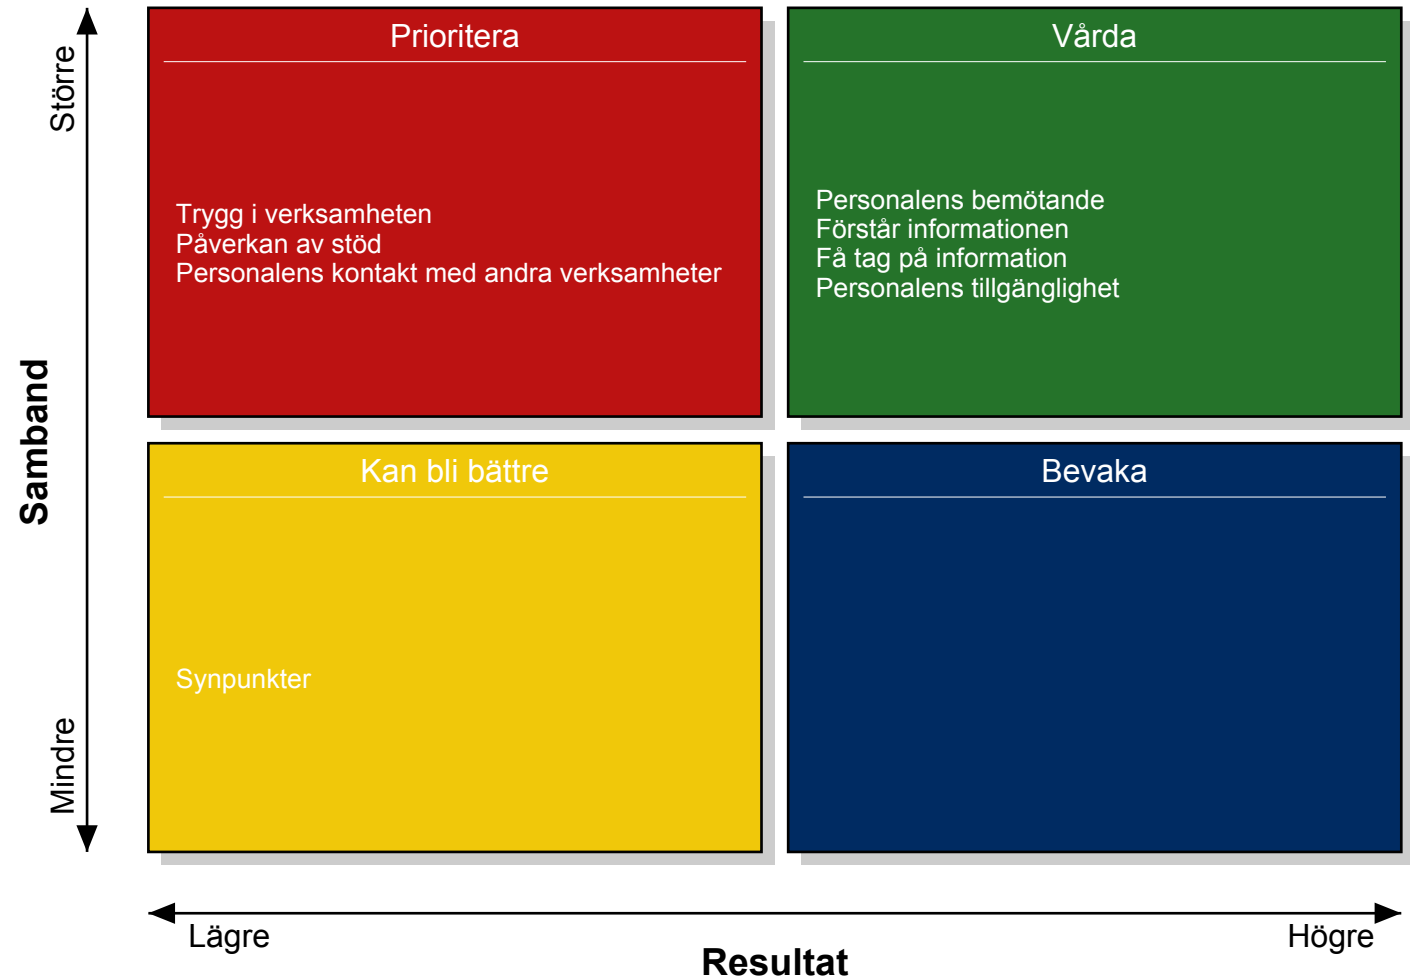 Större
Prioritera
Trygg i verksamheten
Påverkan av stöd
Personalens kontakt med andra verksamheter
Vårda
Personalens bemötande
Förstår informationen
Få tag på information
Personalens tillgänglighet
Samband
Kan bli bättre
Synpunkter
Bevaka
Mindre
Lägre
Högre
Resultat